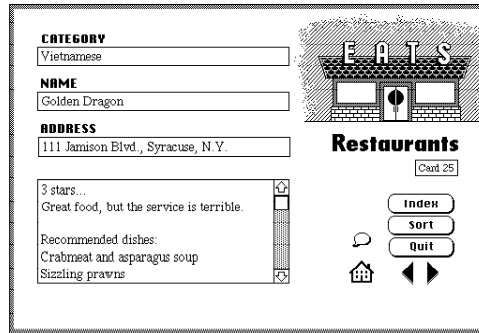 CATEGORY
Vietnamese
NAME
Golden Dragon
ADDRESS
111 Jamison Blvd., Syracuse, N.Y.
3 stars...
Great food, but the service is terrible.
Recommended dishes:
Crabmeat and asparagus soup
Sizzling prawns
EATS
Restaurants
Card 25
Index
Sort
Quit